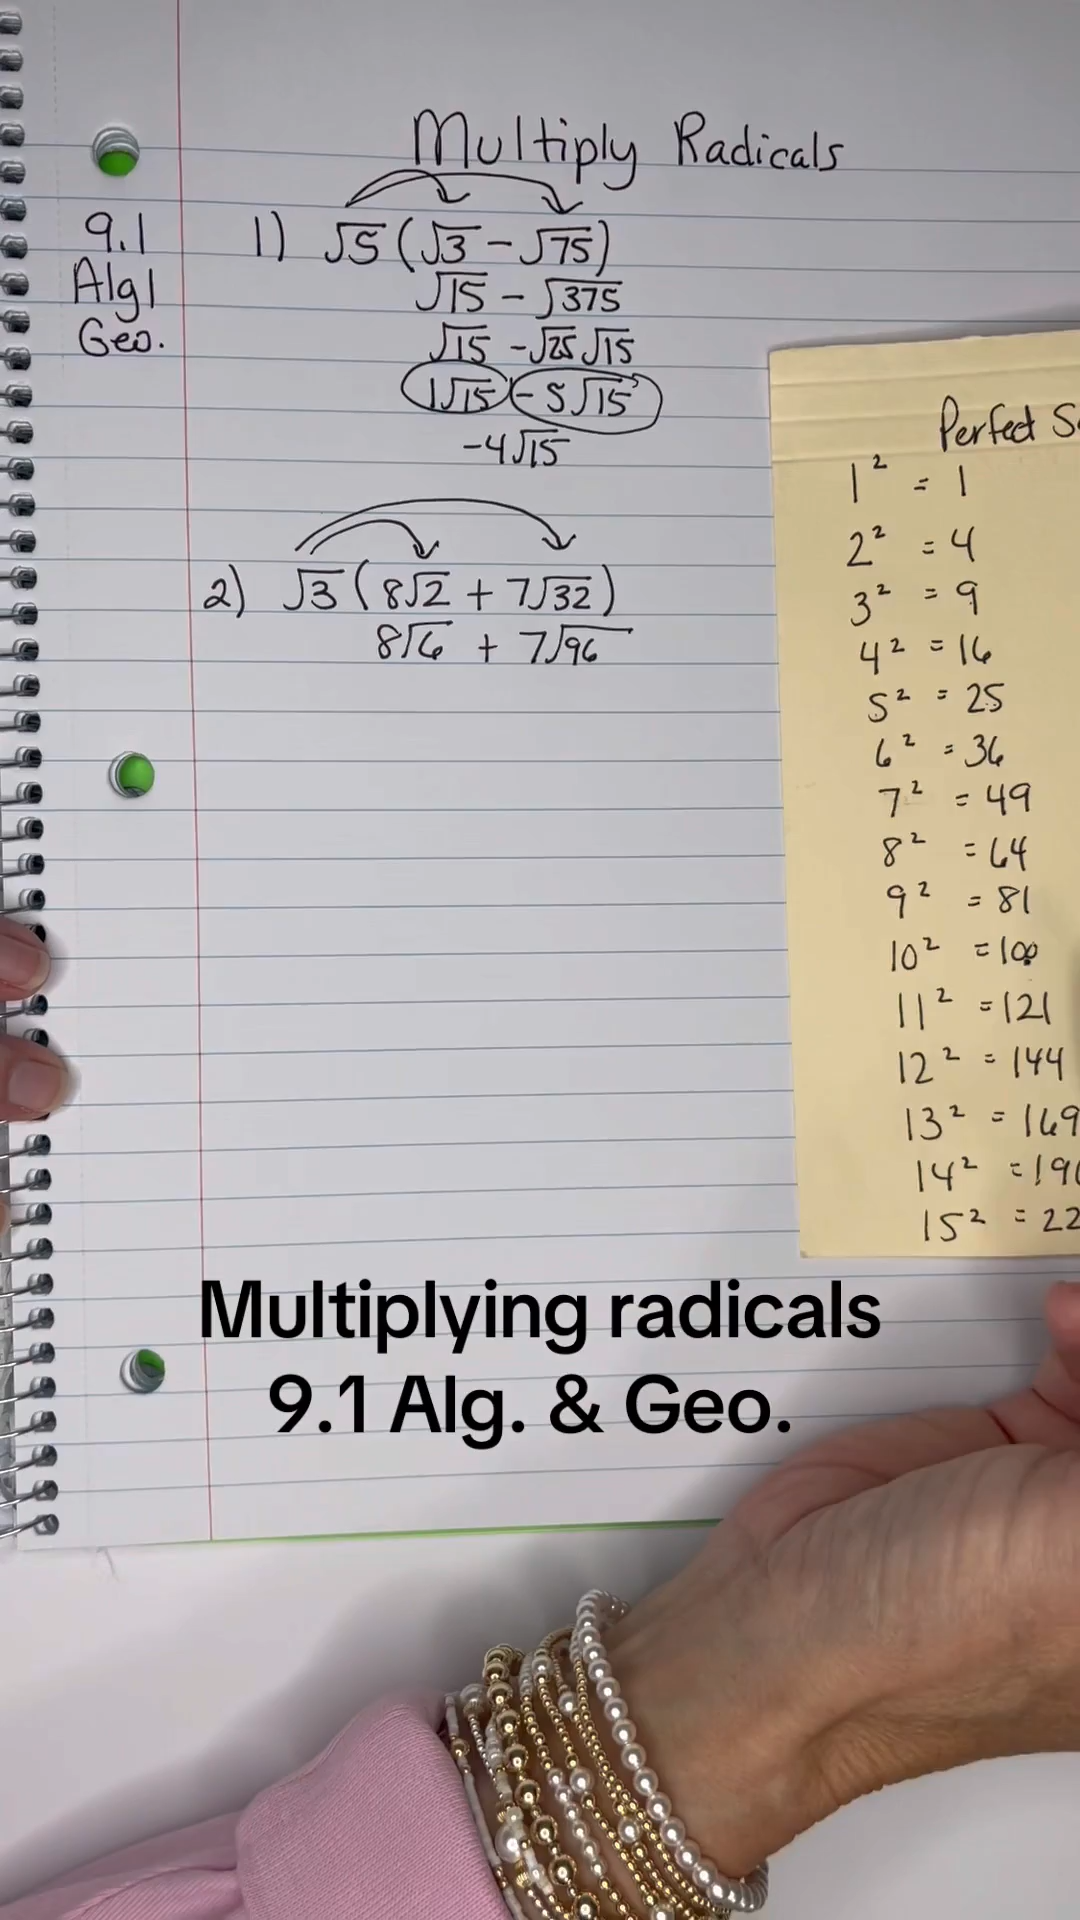 Multiply Radicals
9.1
Alg1
Geo.
1) √5 (√3 - √75)
√15 - √375
√15 - √25 √15
1√15 - 5√15
-4√15
2) √3 (8√2 + 7√32)
8√6 + 7√96
Perfect
1² = 1
2² = 4
3² = 9
4² = 16
5² = 25
6² = 36
7² = 49
8² = 64
9² = 81
10² = 100
11² = 121
12² = 144
13² = 169
14² = 19
15² = 22
Multiplying radicals
9.1 Alg. & Geo.